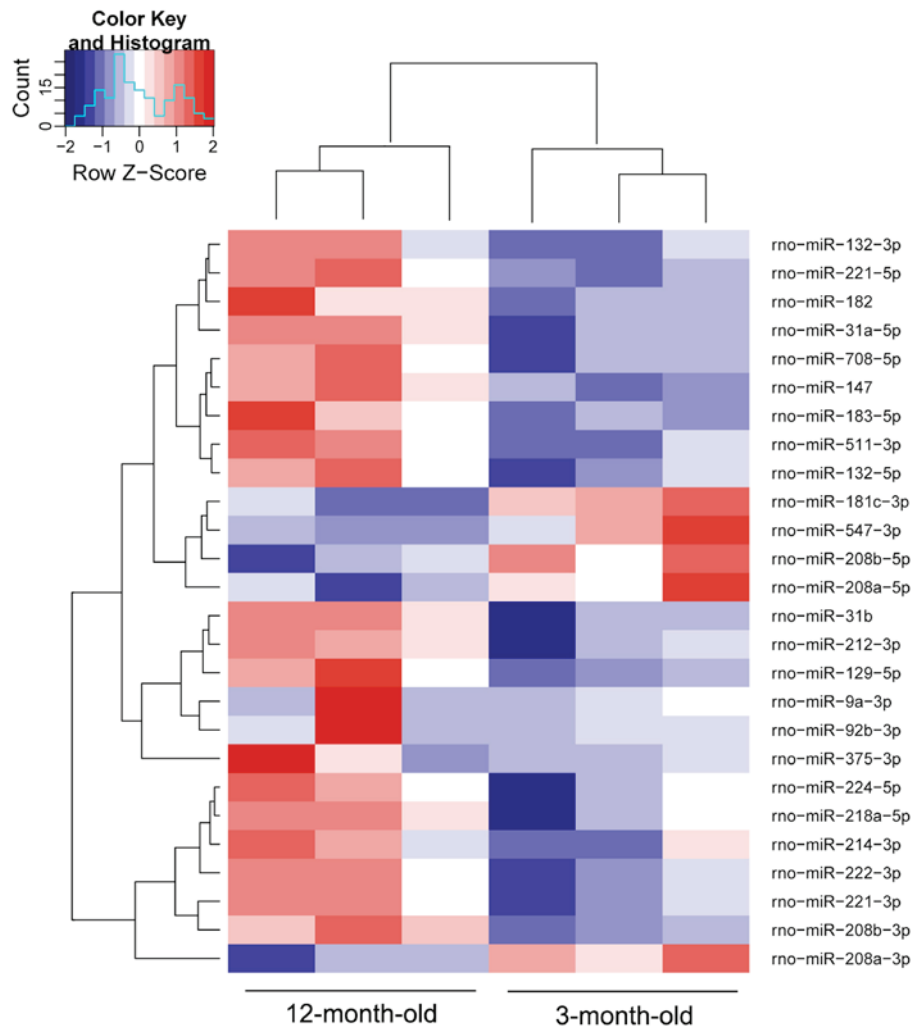 Color Key
and Histogram
Count
0
15
−2
−1
0
1
2
Row Z−Score
rno−miR−132−3p
rno−miR−221−5p
rno−miR−182
rno−miR−31a−5p
rno−miR−708−5p
rno−miR−147
rno−miR−183−5p
rno−miR−511−3p
rno−miR−132−5p
rno−miR−181c−3p
rno−miR−547−3p
rno−miR−208b−5p
rno−miR−208a−5p
rno−miR−31b
rno−miR−212−3p
rno−miR−129−5p
rno−miR−9a−3p
rno−miR−92b−3p
rno−miR−375−3p
rno−miR−224−5p
rno−miR−218a−5p
rno−miR−214−3p
rno−miR−222−3p
rno−miR−221−3p
rno−miR−208b−3p
rno−miR−208a−3p
12-month-old
3-month-old